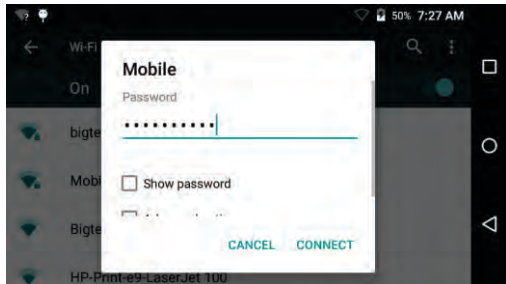 50% 7:27 AM
Wi-Fi
Mobile
On
Password
••••••••••
bigte
Mobi
Show password
Bigte
CANCEL CONNECT
HP-Print-e9-LaserJet 100